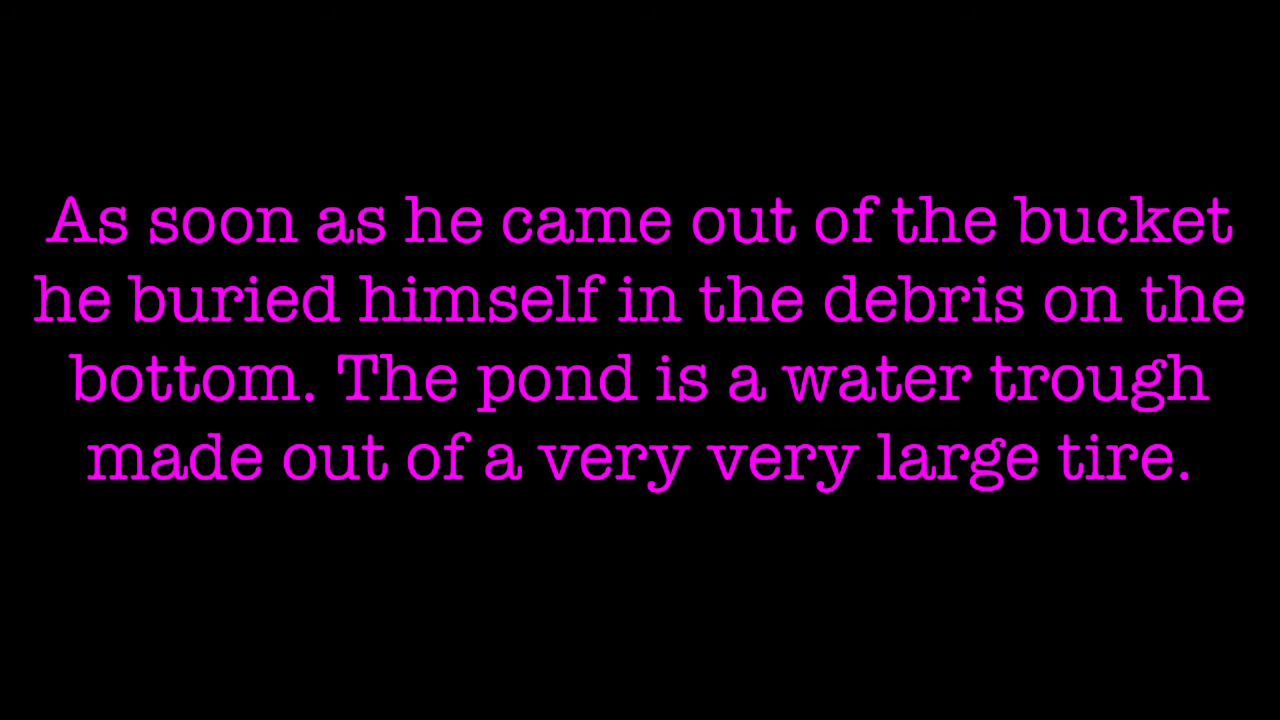 As soon as he came out of the bucket
he buried himself in the debris on the
bottom. The pond is a water trough
made out of a very very large tire.